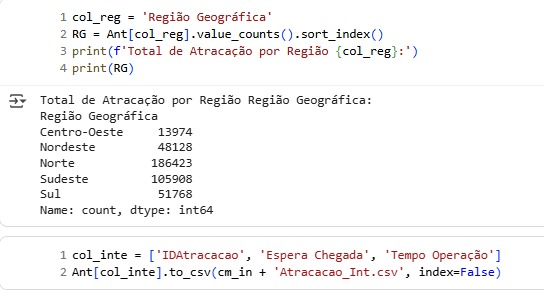 1 col_reg = 'Região Geográfica'
2 RG = Ant[col_reg].value_counts().sort_index()
3 print(f'Total de Atracação por Região {col_reg}:')
4 print(RG)
Total de Atracação por Região Região Geográfica:
Região Geográfica
Centro-Oeste 13974
Nordeste 48128
Norte 186423
Sudeste 105908
Sul 51768
Name: count, dtype: int64
1 col_inte = ['IDAtracacao', 'Espera Chegada', 'Tempo Operação']
2 Ant[col_inte].to_csv(cm_in + 'Atracacao_Int.csv', index=False)